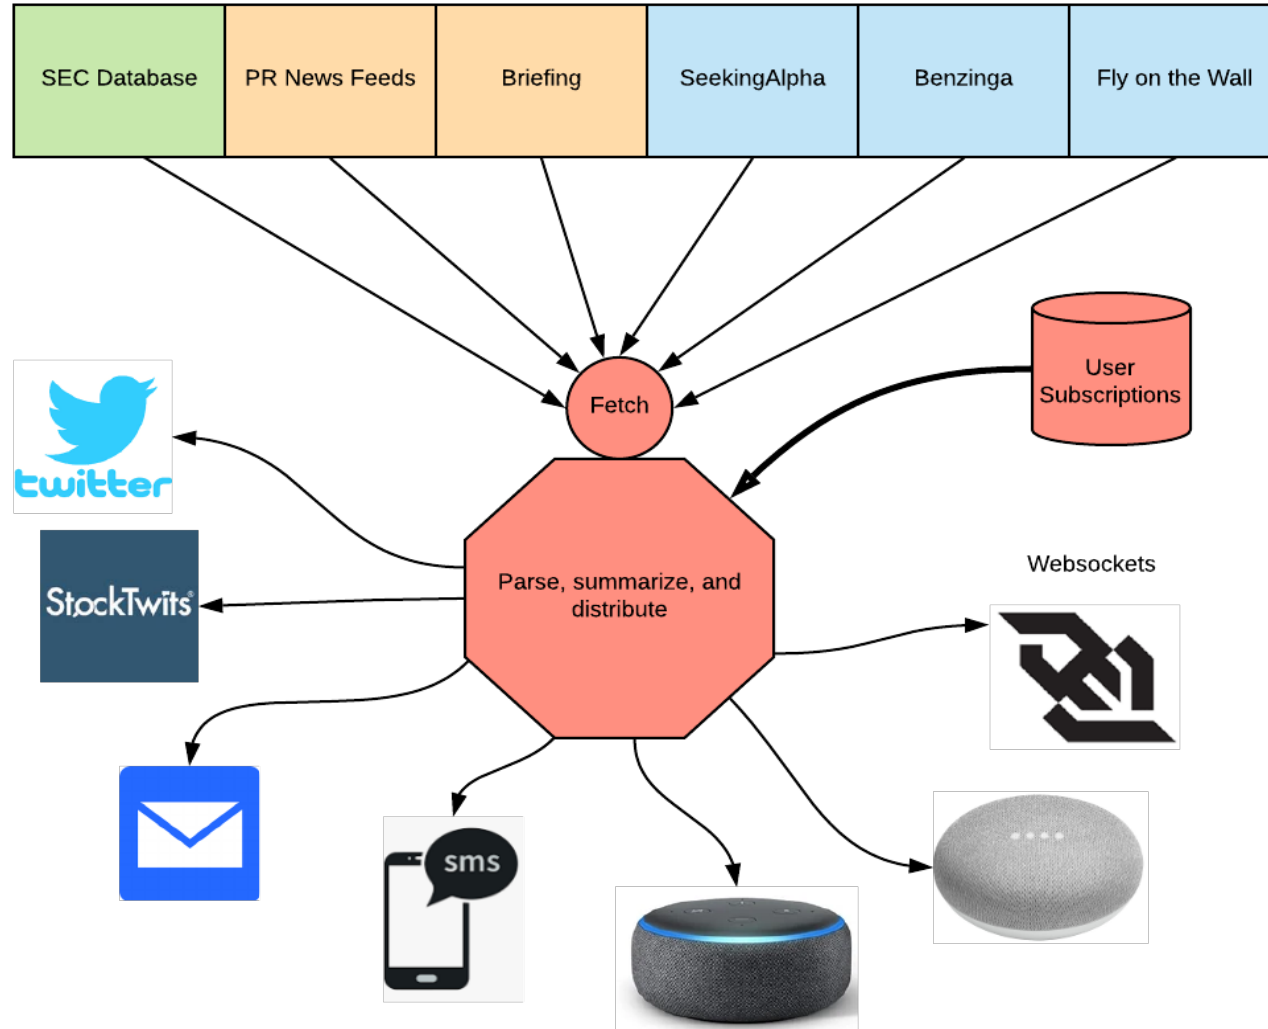 SEC Database
PR News Feeds
Briefing
SeekingAlpha
Benzinga
Fly on the Wall
User
Subscriptions
Fetch
twitter
Websockets
Parse, summarize, and
distribute
StockTwits®
sms